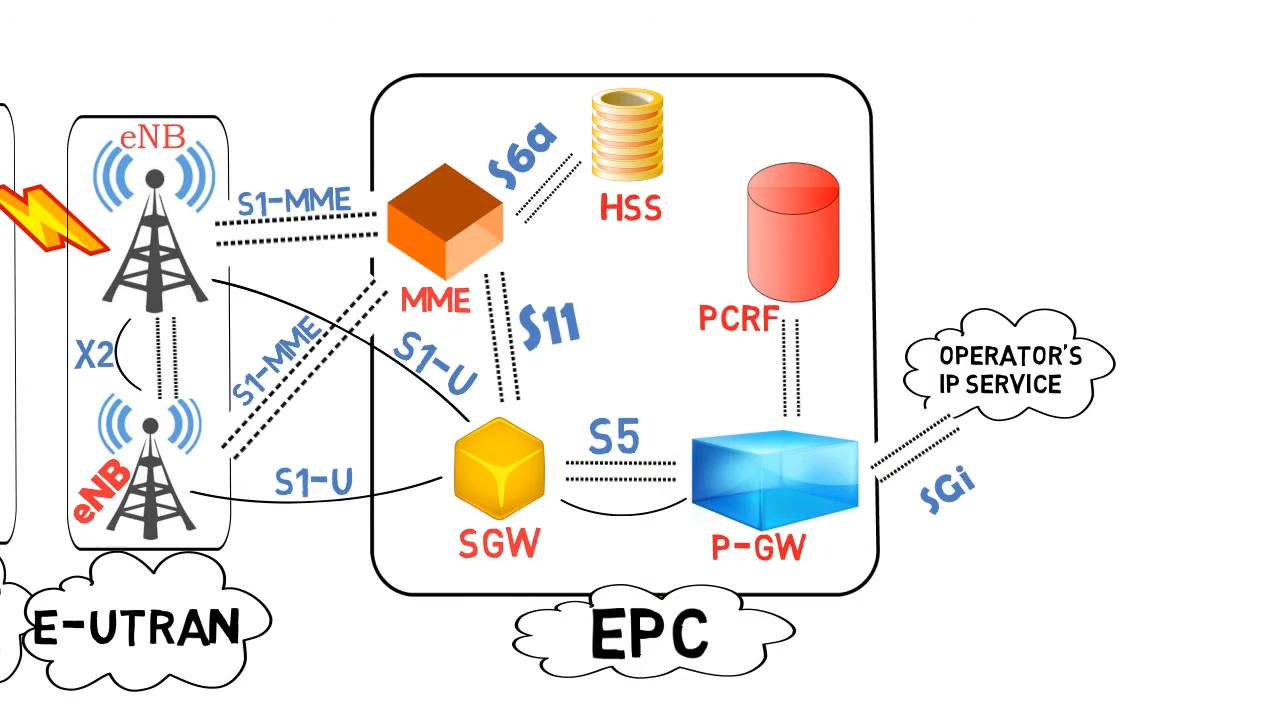 eNB
S1-MME
S6a
HSS
MME
PCRF
S11
X2
S1-MME
S1-U
OPERATOR'S
IP SERVICE
eNB
S1-U
S5
SGi
SGW
P-GW
E-UTRAN
EPC